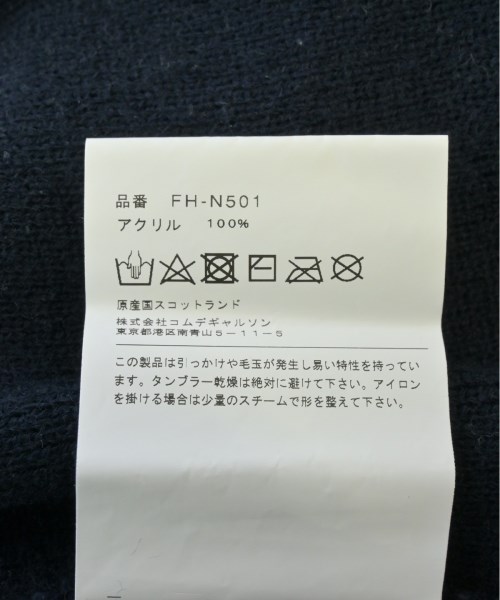 品番 FH-N501
アクリル 100%
原産国スコットランド
株式会社コムデギャルソン
東京都港区南青山5-11-5
この製品は引っかけや毛玉が発生し易い特性を持ってい
ます。タンブラー乾燥は絶対に避けて下さい。アイロン
を掛ける場合は少量のスチームで形を整えて下さい。